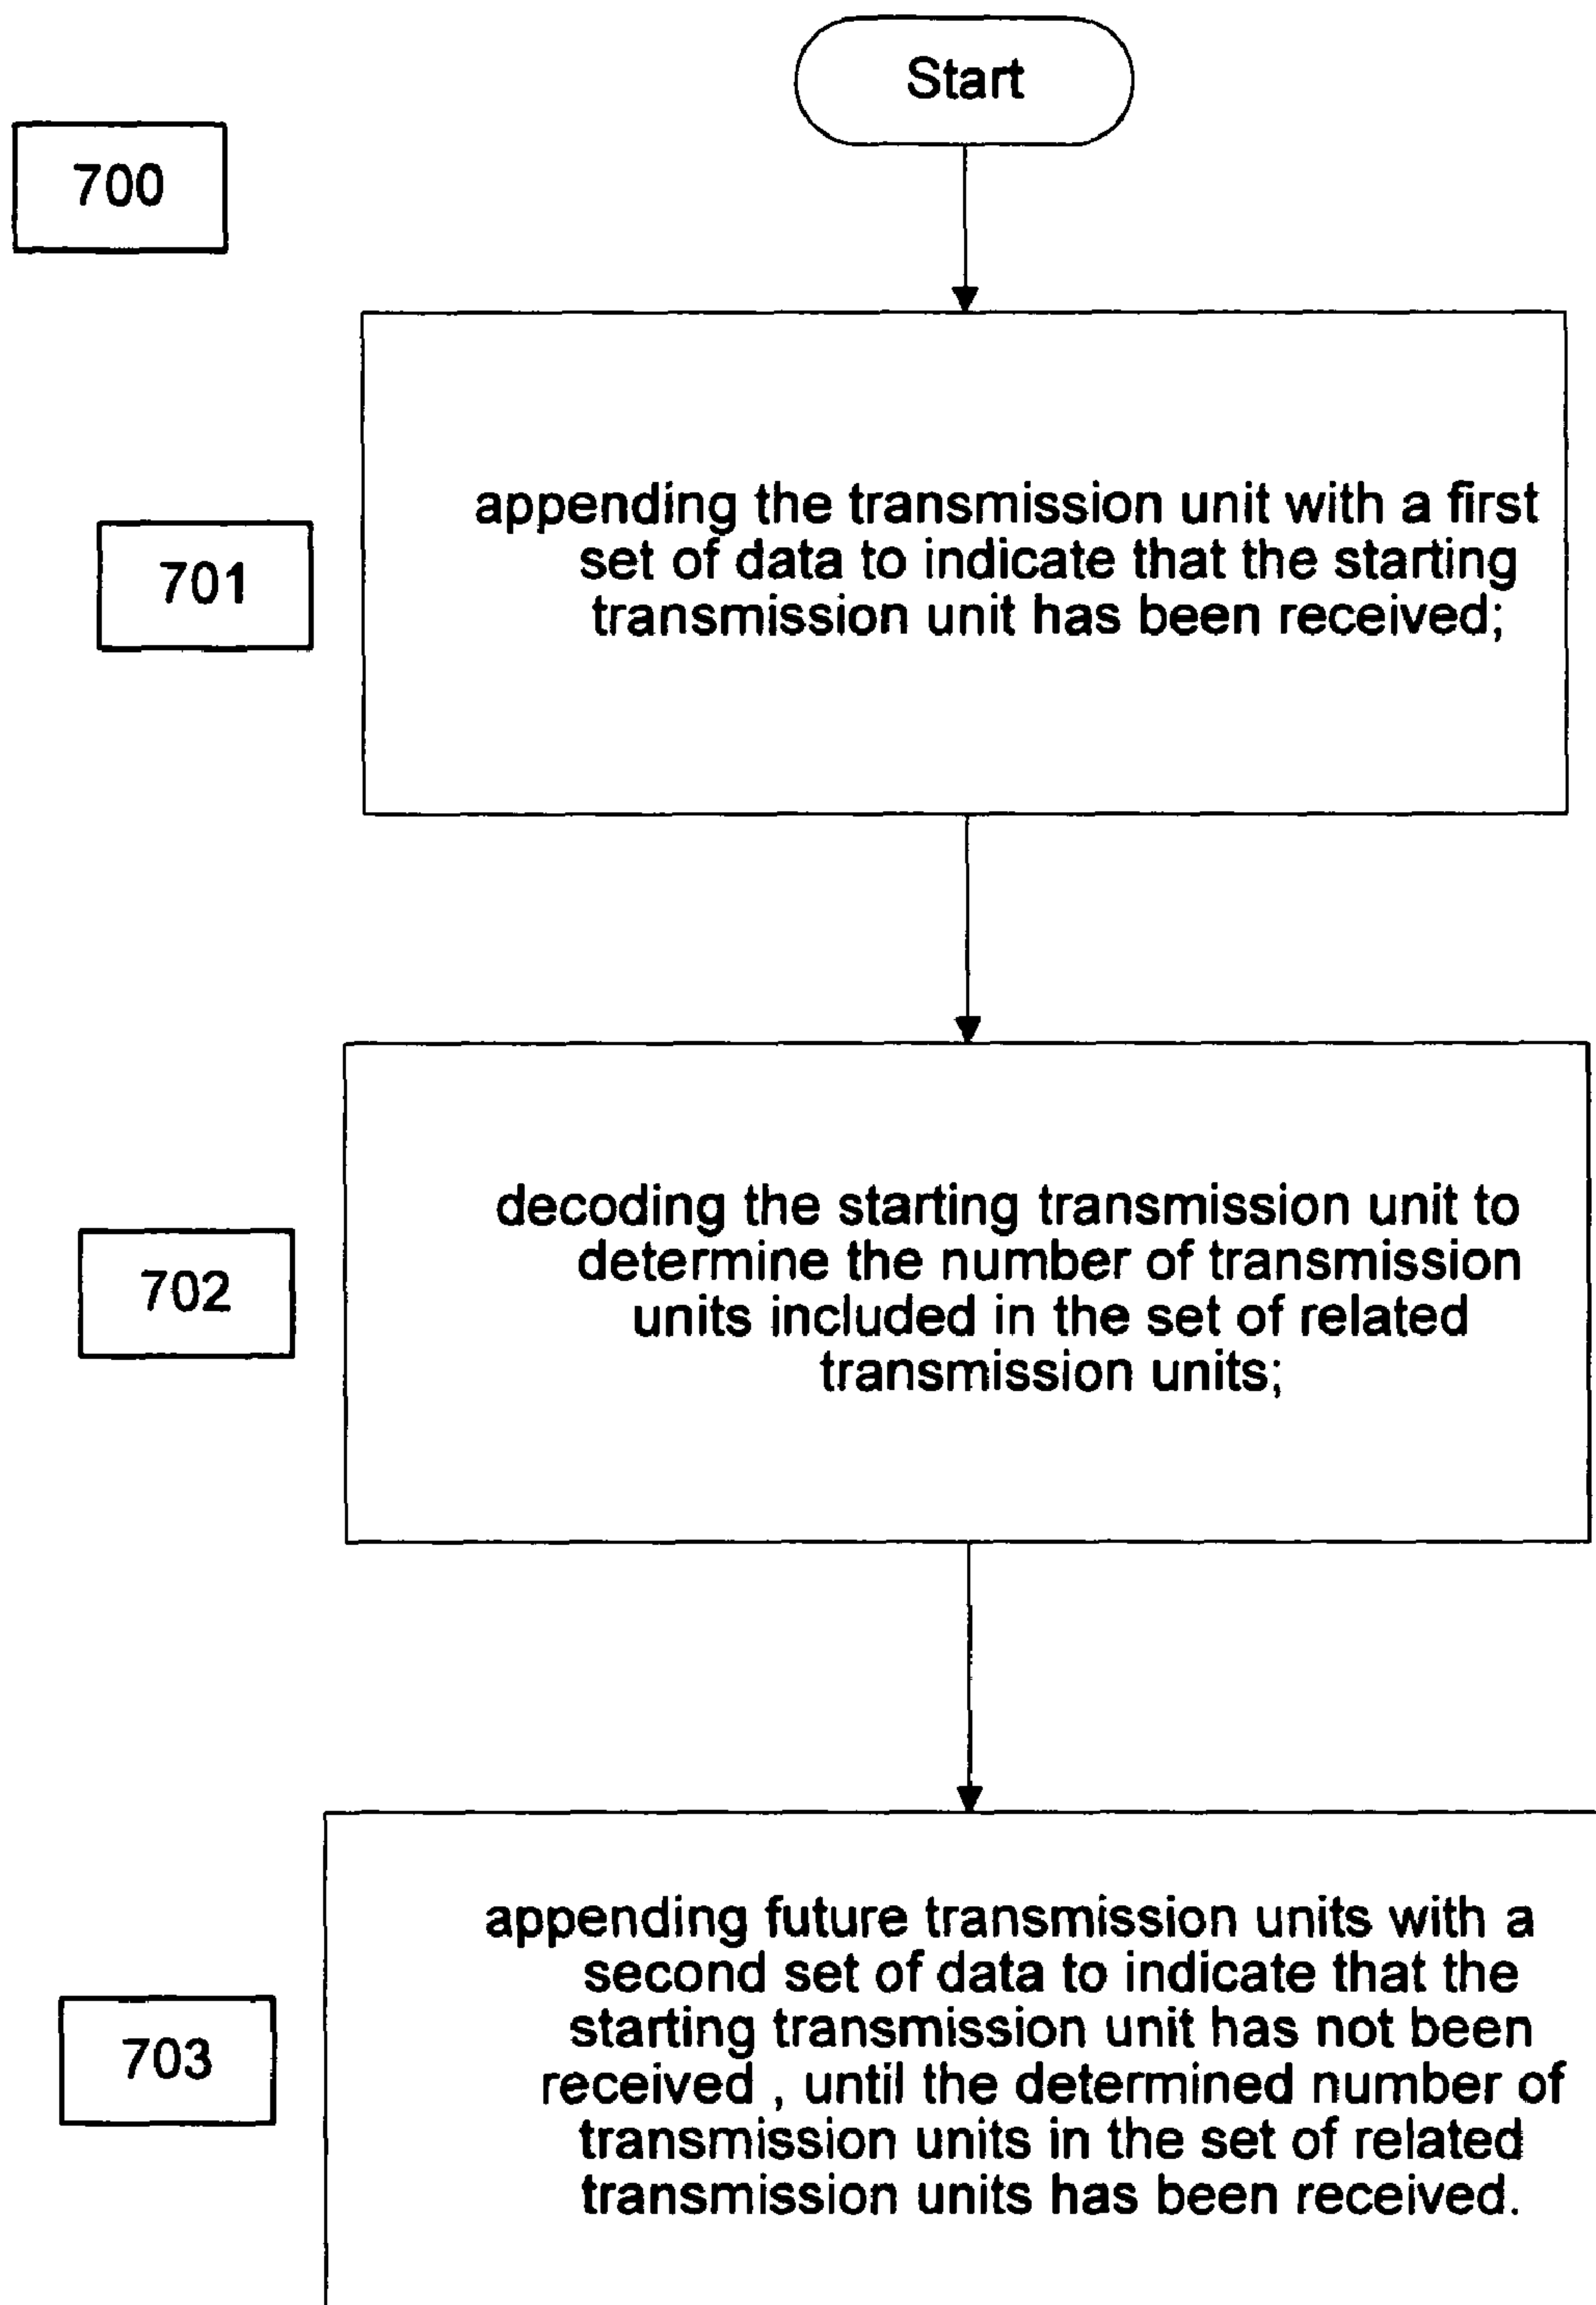 Start
700
appending the transmission unit with a first
set of data to indicate that the starting
transmission unit has been received;
701
decoding the starting transmission unit to
determine the number of transmission
units included in the set of related
transmission units;
702
appending future transmission units with a
second set of data to indicate that the
starting transmission unit has not been
received , until the determined number of
transmission units in the set of related
transmission units has been received.
703